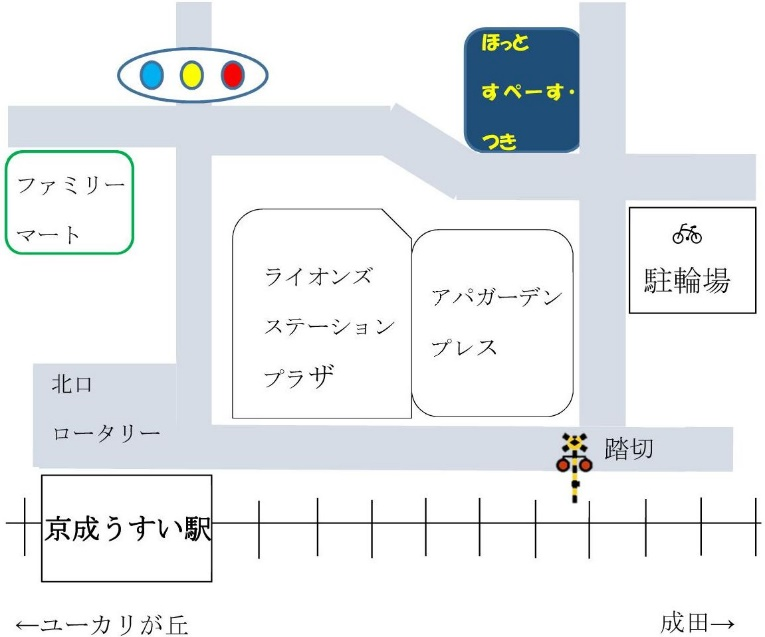 ほっと
すぺーす・
つき
ファミリー
マート
ライオンズ
ステーション
プラザ
アパガーデン
プレス
駐輪場
北口
ロータリー
踏切
京成うすい駅
←ユーカリが丘
成田→